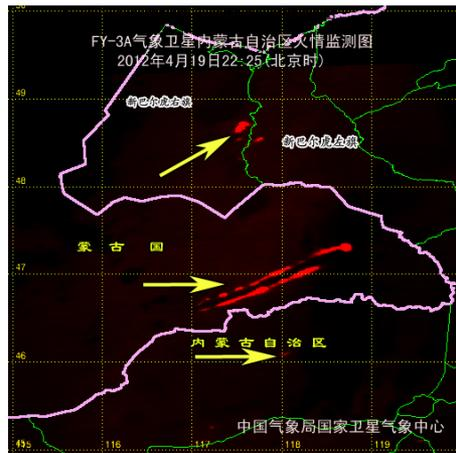 FY-3A气象卫星内蒙古自治区火情监测图
2012年4月19日22:25(北京时)
49
新巴尔虎右旗
新巴尔虎左旗
48
蒙古国
47
内蒙古自治区
46
中国气象局国家卫星气象中心
45
115 116 117 118 119